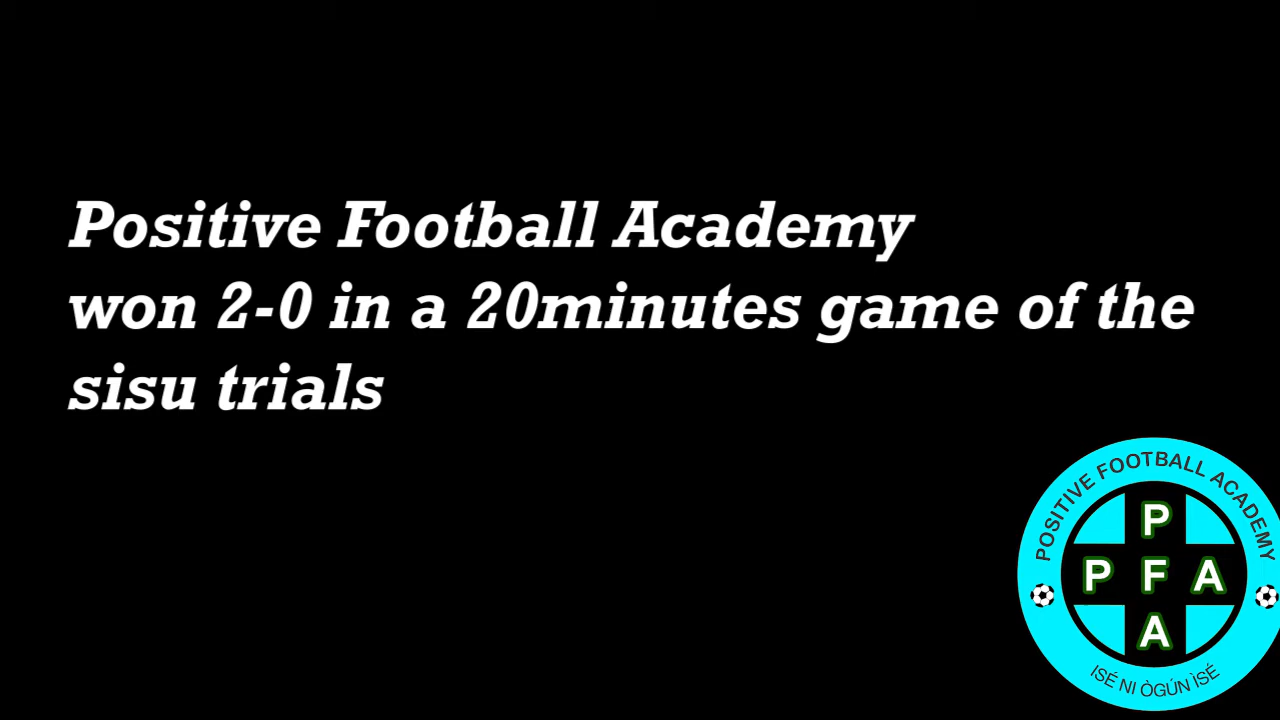 Positive Football Academy
won 2-0 in a 20minutes game of the
sisu trials
POSITIVE FOOTBALL ACADEMY
P
P F A
A
ISÉ NI ÒGÚN ÌSÉ